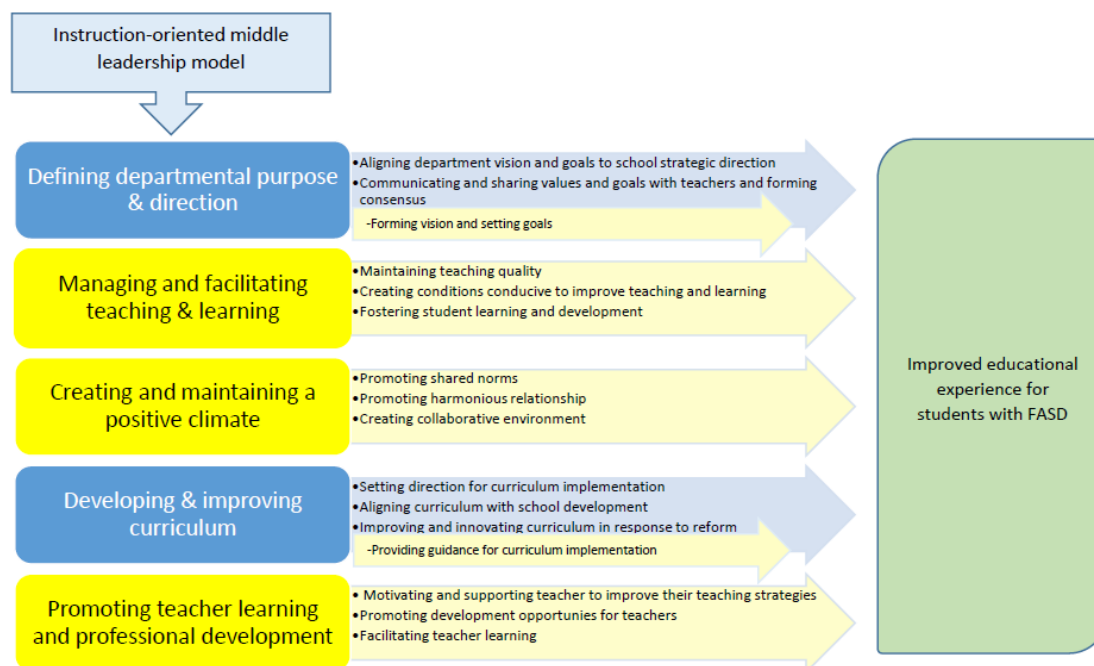 Instruction-oriented middle
leadership model
Defining departmental purpose
& direction
•Aligning department vision and goals to school strategic direction
•Communicating and sharing values and goals with teachers and forming
consensus
-Forming vision and setting goals
Managing and facilitating
teaching & learning
•Maintaining teaching quality
•Creating conditions conducive to improve teaching and learning
•Fostering student learning and development
Creating and maintaining a
positive climate
•Promoting shared norms
•Promoting harmonious relationship
•Creating collaborative environment
Developing & improving
curriculum
•Setting direction for curriculum implementation
•Aligning curriculum with school development
•Improving and innovating curriculum in response to reform
-Providing guidance for curriculum implementation
Promoting teacher learning
and professional development
• Motivating and supporting teacher to improve their teaching strategies
•Promoting development opportunies for teachers
•Facilitating teacher learning
Improved educational
experience for
students with FASD